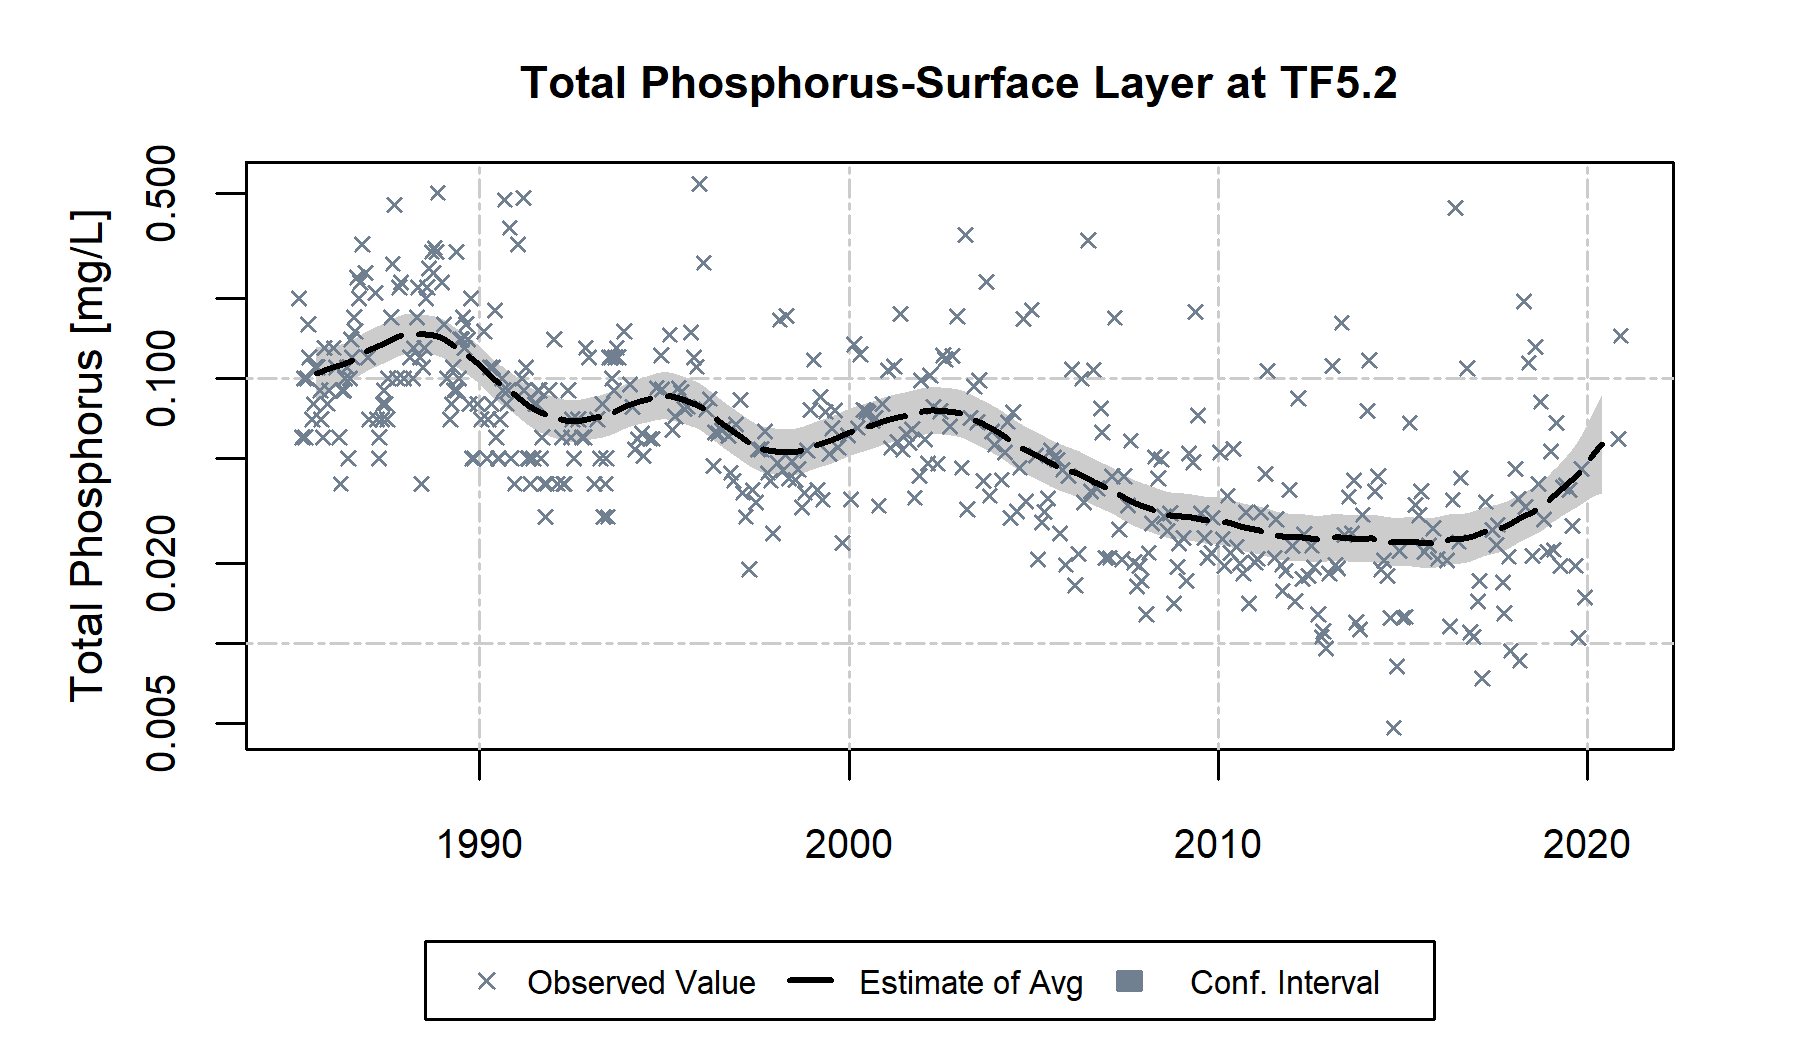 Total Phosphorus-Surface Layer at TF5.2
Total Phosphorus [mg/L]
0.500
0.100
0.020
0.005
1990 2000 2010 2020
Observed Value Estimate of Avg Conf. Interval